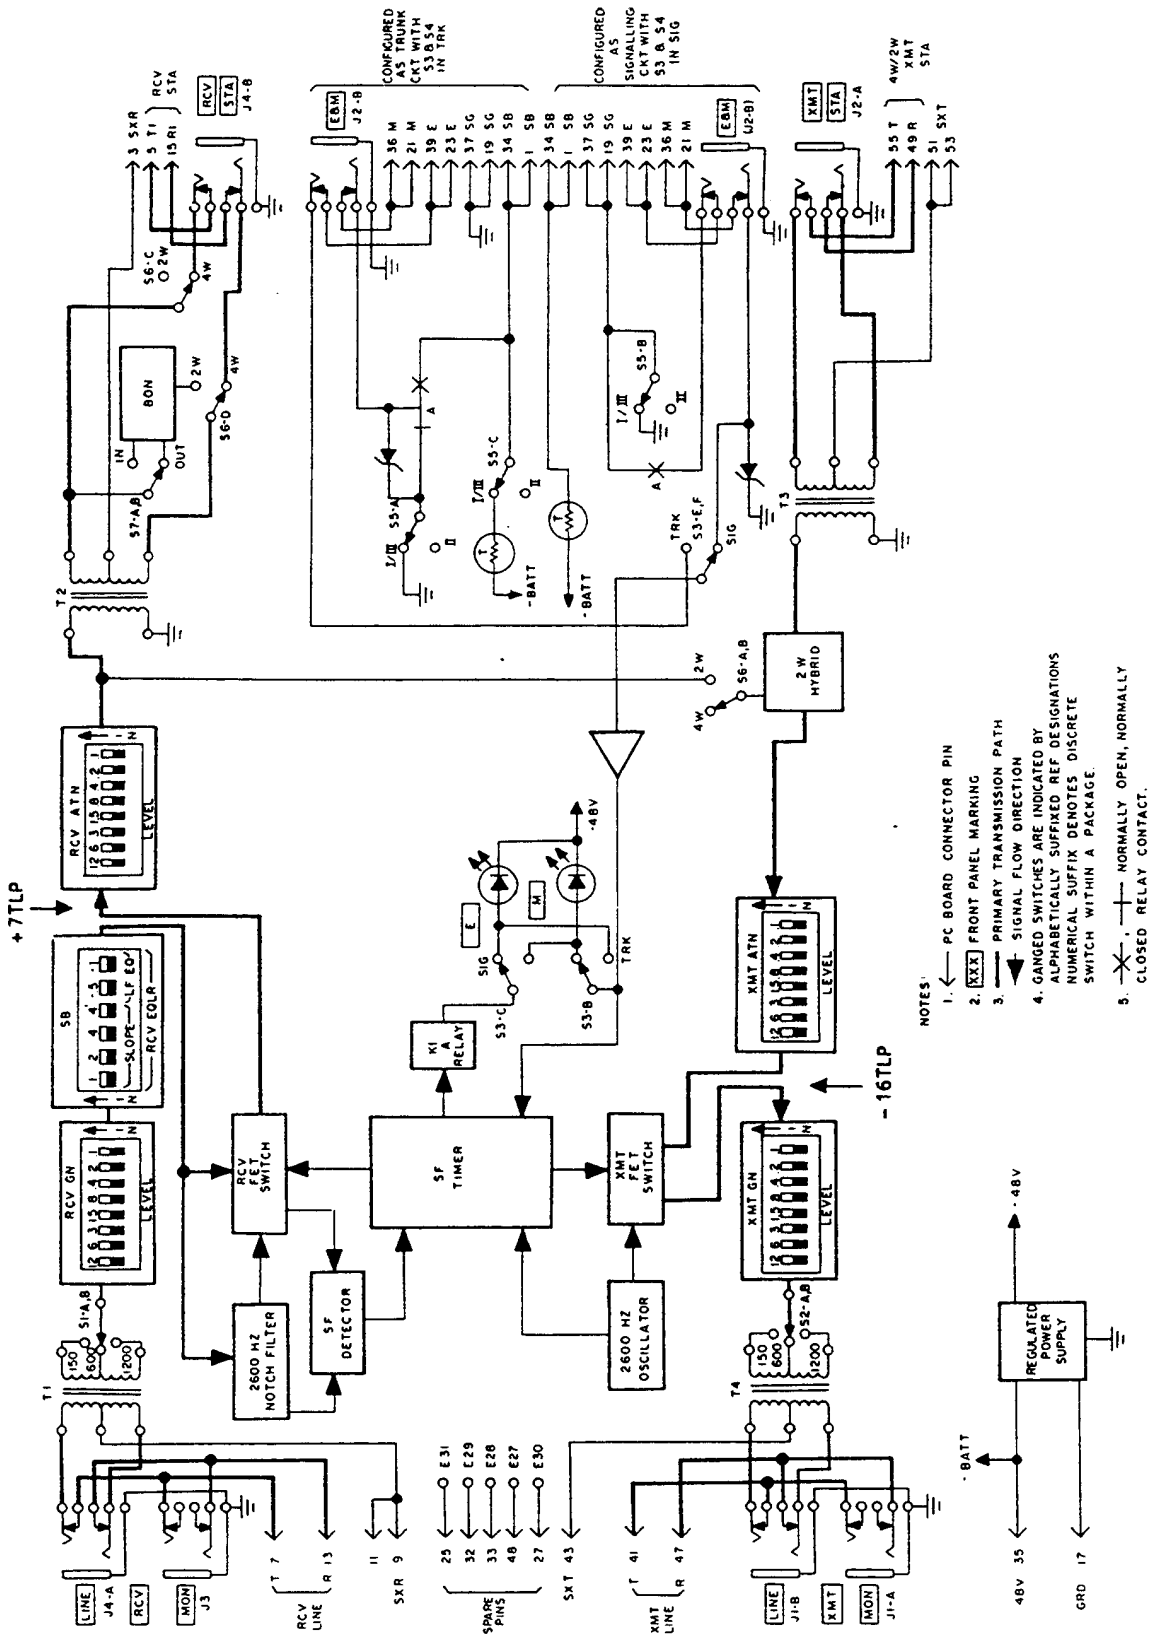 LINE
J4-A
RCV
MON
J3
T 7
R 13
RCV
LINE
11
SXR 9
T1
150
600
1200
S1-A,B
RCV GN
12 6 3 1.5 8 4 2 1
LEVEL
I
N
SB
1 2 4 4 .5 .1
SLOPE
LF EQ
RCV EQLR
I
N
+7TLP
RCV ATN
12 6 3 1.5 8 4 .2 .1
LEVEL
I
N
T2
S7-A,B
IN
OUT
BON
2W
4W
S6-D
S6-C
2W
4W
3 SXR
5 T1
15 R1
RCV
STA
RCV
STA
J4-B
2600 HZ
NOTCH FILTER
SF
DETECTOR
RCV
FET
SWITCH
SF
TIMER
K1
A
RELAY
S3-C
SIG
E
M
-48V
S3-B
TRK
25 E31
32 E29
33 E28
48 E27
27 E30
SPARE
PINS
SXT 43
2600 HZ
OSCILLATOR
XMT
FET
SWITCH
E&M
J2-B
36 M
21 M
39 E
23 E
37 SG
19 SG
34 SB
1 SB
CONFIGURED
AS TRUNK
CKT WITH
S3 & S4
IN TRK
I/III
S5-A
II
A
I/III
S5-C
II
T
-BATT
T
-BATT
34 SB
1 SB
37 SG
19 SG
39 E
23 E
36 M
21 M
CONFIGURED
AS
SIGNALLING
CKT WITH
S3 & S4
IN SIG
I/III
S5-B
II
A
E&M
(J2-B)
TRK
S3-E,F
SIG
4W
2W
S6-A,B
2W
HYBRID
T3
XMT
STA
J2-A
55 T
49 R
51
53
SXT
4W/2W
XMT
STA
T 41
R 47
XMT
LINE
LINE
J1-B
XMT
MON
J1-A
T4
150
600
1200
S2-A,B
XMT GN
12 6 3 1.5 8 4 2 1
LEVEL
I
N
-16TLP
XMT ATN
12 6 3 1.5 8 4 2 1
LEVEL
I
N
-BATT
48V 35
GRD 17
REGULATED
POWER
SUPPLY
-48V
NOTES:
1. PC BOARD CONNECTOR PIN
2. XXX FRONT PANEL MARKING
3. PRIMARY TRANSMISSION PATH
SIGNAL FLOW DIRECTION
4. GANGED SWITCHES ARE INDICATED BY
ALPHABETICALLY SUFFIXED REF DESIGNATIONS
NUMERICAL SUFFIX DENOTES DISCRETE
SWITCH WITHIN A PACKAGE.
5. , NORMALLY OPEN, NORMALLY
CLOSED RELAY CONTACT.